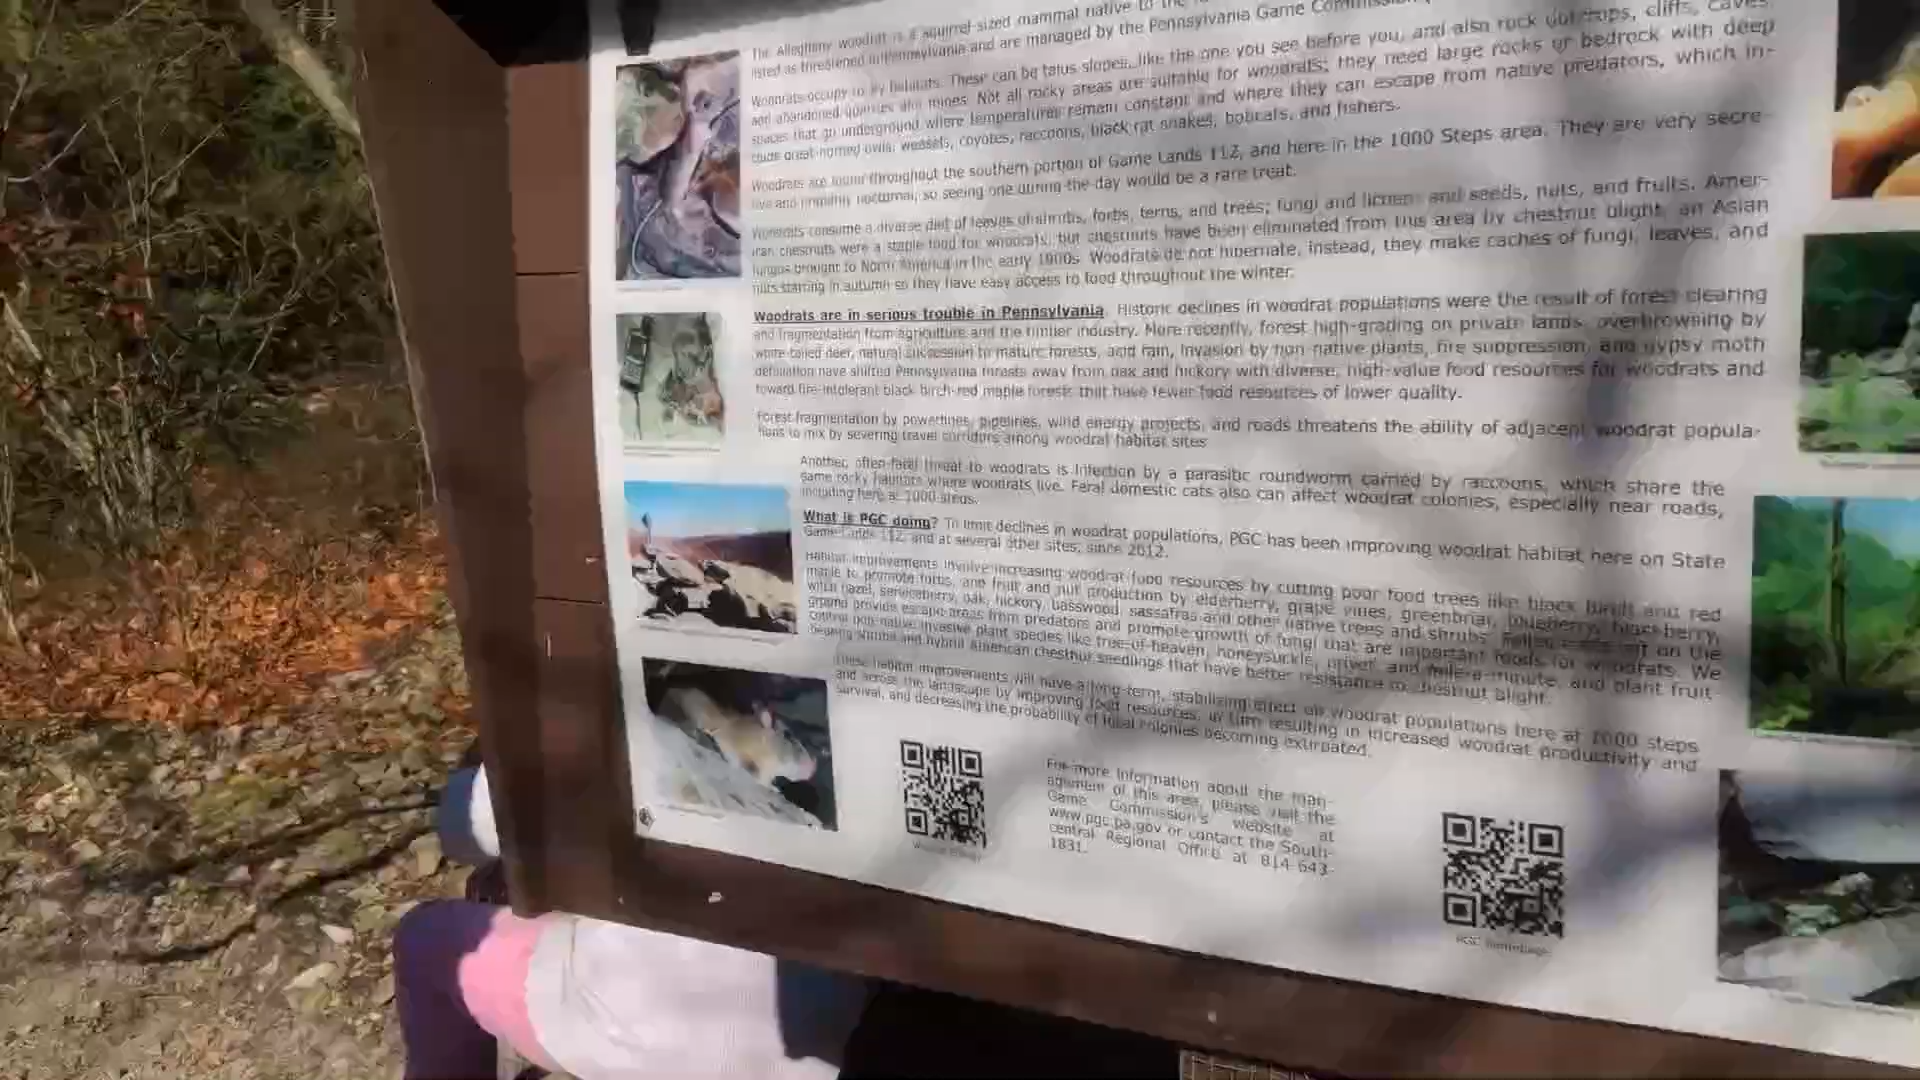 The Allegheny woodrat is a squirrel-sized mammal native to the
listed as threatened in Pennsylvania and are managed by the Pennsylvania Game Commission
Woodrats occupy rocky habitats. These can be talus slopes, like the one you see before you, and also rock outcrops, cliffs, caves,
and abandoned quarries and mines. Not all rocky areas are suitable for woodrats; they need large rocks or bedrock with deep
spaces that go underground where temperatures remain constant and where they can escape from native predators, which in-
clude great-horned owls, weasels, coyotes, raccoons, black rat snakes, bobcats, and fishers.
Woodrats are found throughout the southern portion of Game Lands 112, and here in the 1000 Steps area. They are very secre-
tive and primarily nocturnal, so seeing one during the day would be a rare treat.
Woodrats consume a diverse diet of leaves of shrubs, forbs, ferns, and trees; fungi and lichens and seeds, nuts, and fruits. Amer-
ican chestnuts were a staple food for woodrats, but chestnuts have been eliminated from this area by chestnut blight, an Asian
fungus brought to North America in the early 1900s. Woodrats do not hibernate, instead, they make caches of fungi, leaves, and
nuts starting in autumn so they have easy access to food throughout the winter.
Woodrats are in serious trouble in Pennsylvania. Historic declines in woodrat populations were the result of forest clearing
and fragmentation from agriculture and the timber industry. More recently, forest high-grading on private lands, overbrowsing by
white-tailed deer, natural succession to mature forests, acid rain, invasion by non-native plants, fire suppression, and gypsy moth
defoliation have shifted Pennsylvania forests away from oak and hickory with diverse, high-value food resources for woodrats and
toward fire-intolerant black birch-red maple forests that have fewer food resources of lower quality.
Forest fragmentation by powerlines, pipelines, wind energy projects, and roads threatens the ability of adjacent woodrat popula-
tions to mix by severing travel corridors among woodrat habitat sites
Another, often-fatal threat to woodrats is infection by a parasitic roundworm carried by raccoons, which share the
same rocky habitats where woodrats live. Feral domestic cats also can affect woodrat colonies, especially near roads,
including here at 1000 steps.
What is PGC doing? To limit declines in woodrat populations, PGC has been improving woodrat habitat here on State
Game Lands 112, and at several other sites, since 2012.
Habitat improvements involve increasing woodrat food resources by cutting poor food trees like black birch and red
maple to promote forbs, and fruit and nut production by elderberry, grape vines, greenbriar, blueberry, blackberry,
witch hazel, serviceberry, oak, hickory, basswood, sassafras and other native trees and shrubs. Felled trees left on the
ground provide escape areas from predators and promote growth of fungi that are important foods for woodrats. We
control non-native invasive plant species like tree-of-heaven, honeysuckle, privet, and mile-a-minute, and plant fruit-
bearing shrubs and hybrid American chestnut seedlings that have better resistance to chestnut blight.
These habitat improvements will have a long-term, stabilizing effect on woodrat populations here at 1000 steps
and across the landscape by improving food resources, in turn resulting in increased woodrat productivity and
survival, and decreasing the probability of local colonies becoming extirpated.
For more information about the man-
agement of this area, please visit the
Game Commission's website at
www.pgc.pa.gov or contact the South-
central Regional Office at 814-643-
1831.